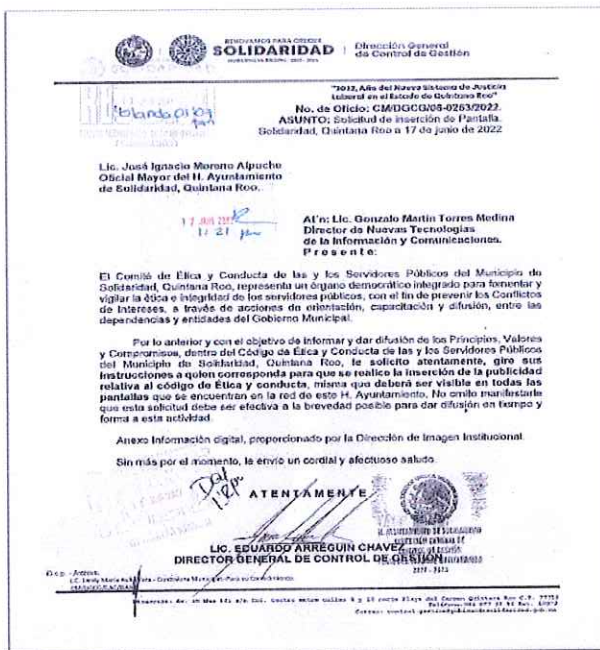 RENOVAMOS PARA CRECER
SOLIDARIDAD
Dirección General
de Control de Gestión
"2022, Año del Nuevo Sistema de Justicia
Laboral en el Estado de Quintana Roo"
No. de Oficio: CM/DGCG/06-0263/2022.
ASUNTO: Solicitud de inserción de Pantalla.
Solidaridad, Quintana Roo a 17 de junio de 2022
Lic. José Ignacio Moreno Alpuche
Oficial Mayor del H. Ayuntamiento
de Solidaridad, Quintana Roo.
17 JUN 2022
1:21 pm
At'n: Lic. Gonzalo Martin Torres Medina
Director de Nuevas Tecnologías
de la Información y Comunicaciones.
Presente:
El Comité de Ética y Conducta de las y los Servidores Públicos del Municipio de
Solidaridad, Quintana Roo, representa un órgano democrático integrado para fomentar y
vigilar la ética e integridad de los servidores públicos, con el fin de prevenir los Conflictos
de Intereses, a través de acciones de orientación, capacitación y difusión, entre las
dependencias y entidades del Gobierno Municipal.
Por lo anterior y con el objetivo de informar y dar difusión de los Principios, Valores
y Compromisos, dentro del Código de Ética y Conducta de las y los Servidores Públicos
del Municipio de Solidaridad, Quintana Roo, le solicito atentamente, gire sus
instrucciones a quien corresponda para que se realice la inserción de la publicidad
relativa al código de Ética y conducta, misma que deberá ser visible en todas las
pantallas que se encuentran en la red de este H. Ayuntamiento. No omito manifestarle
que esta solicitud debe ser efectiva a la brevedad posible para dar difusión en tiempo y
forma a esta actividad.
Anexo Información digital, proporcionado por la Dirección de Imagen Institucional.
Sin más por el momento, le envío un cordial y afectuoso saludo.
ATENTAMENTE
LIC. EDUARDO ARREGUIN CHAVEZ
DIRECTOR GENERAL DE CONTROL DE GESTIÓN